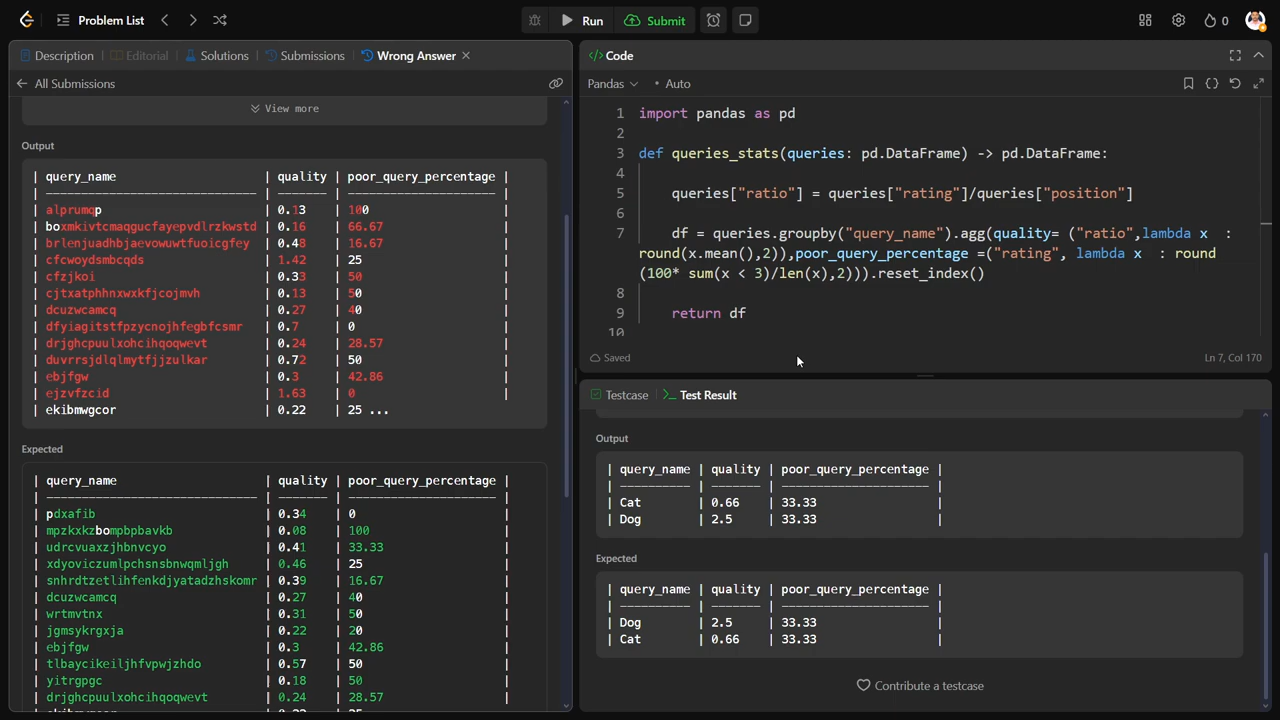 Problem List
Run
Submit
0
Description
Editorial
Solutions
Submissions
Wrong Answer
All Submissions
View more
Output
| query_name | quality | poor_query_percentage |
| ---------------------------- | ------- | --------------------- |
| alprumqp | 0.13 | 100
| boxmkivtcmaqgucfayepvdlrzkwstd | 0.16 | 66.67
| brlenjuadhbjaevowuwtfuoicgfey | 0.48 | 16.67
| cfcwoydsmbcqds | 1.42 | 25
| cfzjkoi | 0.33 | 50
| cjtxatphhnxwxkfjcojmvh | 0.13 | 50
| dcuzwcamcq | 0.27 | 40
| dfyiagitstfpzycnojhfegbfcsmr | 0.7 | 0
| drjghcpuulxohcihqoqwevt | 0.24 | 28.57
| duvrrsjdlqlmytfjjzulkar | 0.72 | 50
| ebjfgw | 0.3 | 42.86
| ejzvfzcid | 1.63 | 0
| ekibmwgcor | 0.22 | 25 ...
Expected
| query_name | quality | poor_query_percentage |
| ---------------------------- | ------- | --------------------- |
| pdxafib | 0.34 | 0
| mpzkxkzbompbpbavkb | 0.08 | 100
| udrcvuaxzjhbnvcyo | 0.41 | 33.33
| xdyoviczumlpchsnsbnwqmljgh | 0.46 | 25
| snhrdtzetlihfenkdjyatadzhskomr | 0.39 | 16.67
| dcuzwcamcq | 0.27 | 40
| wrtmvtnx | 0.31 | 50
| jgmsykrgxja | 0.22 | 20
| ebjfgw | 0.3 | 42.86
| tlbaycikeiljhfvpwjzhdo | 0.57 | 50
| yitrgpgc | 0.18 | 50
| drjghcpuulxohcihqoqwevt | 0.24 | 28.57
</> Code
Pandas
• Auto
1 import pandas as pd
2
3 def queries_stats(queries: pd.DataFrame) -> pd.DataFrame:
4
5 queries["ratio"] = queries["rating"]/queries["position"]
6
7 df = queries.groupby("query_name").agg(quality= ("ratio",lambda x :
round(x.mean(),2)),poor_query_percentage =("rating", lambda x : round
(100* sum(x < 3)/len(x),2))).reset_index()
8
9 return df
10
Saved
Ln 7, Col 170
Testcase
>_ Test Result
Output
| query_name | quality | poor_query_percentage |
| ---------- | ------- | --------------------- |
| Cat | 0.66 | 33.33 |
| Dog | 2.5 | 33.33 |
Expected
| query_name | quality | poor_query_percentage |
| ---------- | ------- | --------------------- |
| Dog | 2.5 | 33.33 |
| Cat | 0.66 | 33.33 |
Contribute a testcase